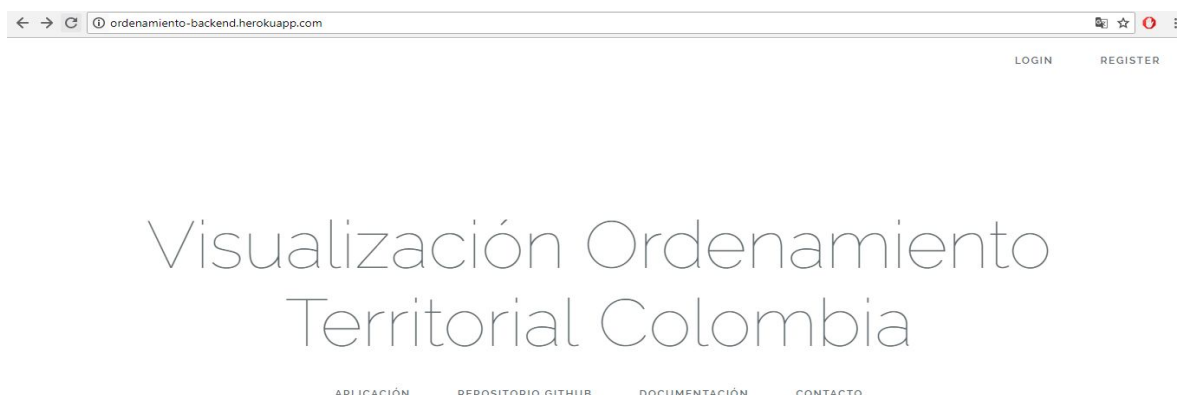 ordenamiento-backend.herokuapp.com
LOGIN REGISTER
Visualización Ordenamiento
Territorial Colombia
APLICACIÓN REPOSITORIO GITHUB DOCUMENTACIÓN CONTACTO